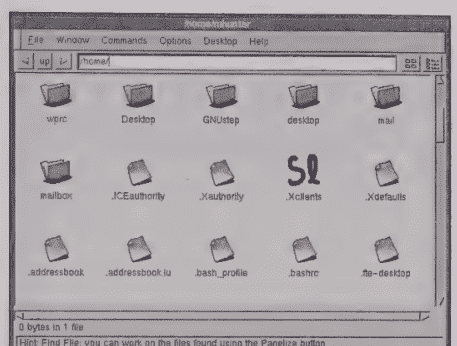 /home/mhunter
File Window Commands Options Desktop Help
up /home/
wprc Desktop GNUstep desktop mail
Sl
mailbox .ICEauthority .Xauthority .Xclients .Xdefaults
.addressbook .addressbook.lu .bash_profile .bashrc .fte-desktop
0 bytes in 1 file
Hint: Find File: you can work on the files found using the Panelize button